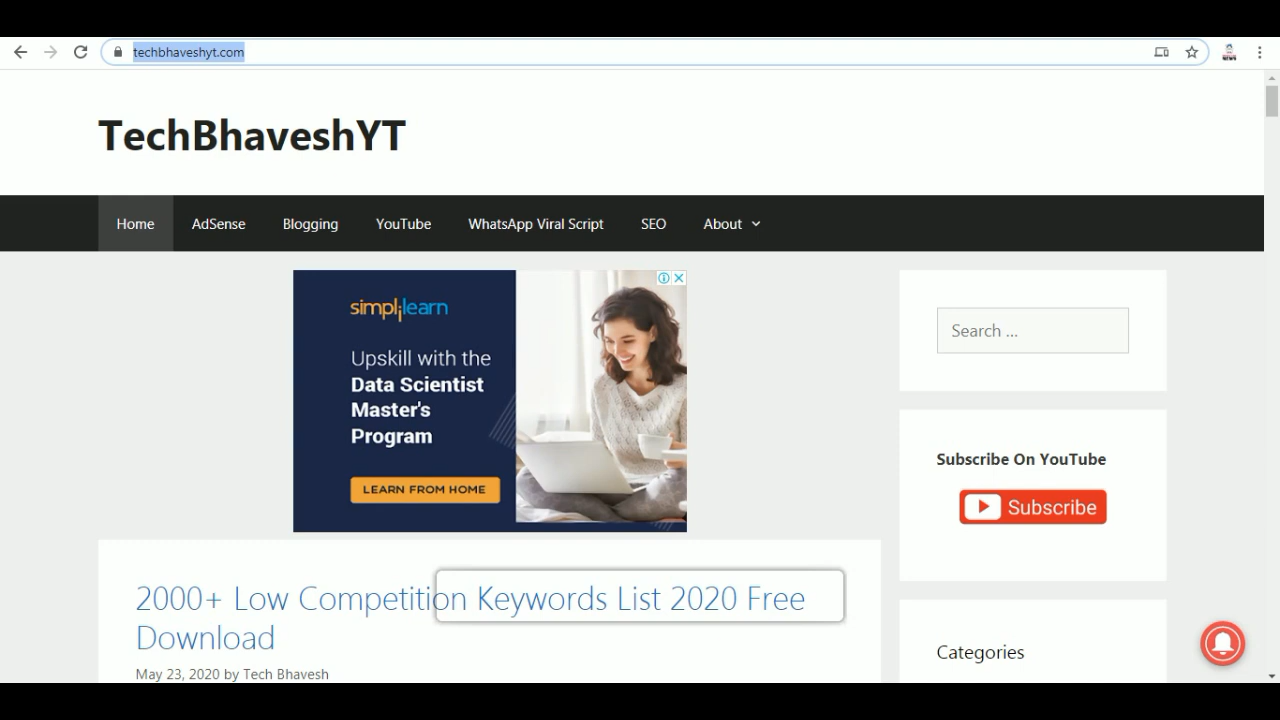 techbhaveshyt.com
NEWS
TechBhaveshYT
Home AdSense Blogging YouTube WhatsApp Viral Script SEO About
simplilearn
Upskill with the
Data Scientist
Master's
Program
LEARN FROM HOME
Search ...
Subscribe On YouTube
Subscribe
2000+ Low Competition Keywords List 2020 Free
Download
May 23, 2020 by Tech Bhavesh
Categories